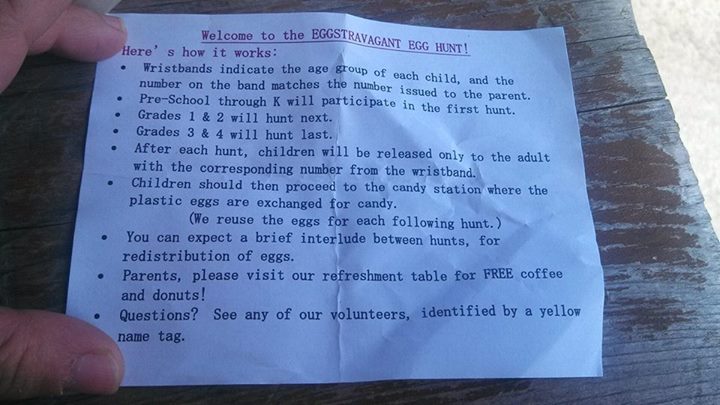 Welcome to the EGGSTRAVAGANT EGG HUNT!
Here's how it works:
• Wristbands indicate the age group of each child, and the
number on the band matches the number issued to the parent.
• Pre-School through K will participate in the first hunt.
• Grades 1 & 2 will hunt next.
• Grades 3 & 4 will hunt last.
• After each hunt, children will be released only to the adult
with the corresponding number from the wristband.
• Children should then proceed to the candy station where the
plastic eggs are exchanged for candy.
(We reuse the eggs for each following hunt.)
• You can expect a brief interlude between hunts, for
redistribution of eggs.
• Parents, please visit our refreshment table for FREE coffee
and donuts!
• Questions? See any of our volunteers, identified by a yellow
name tag.